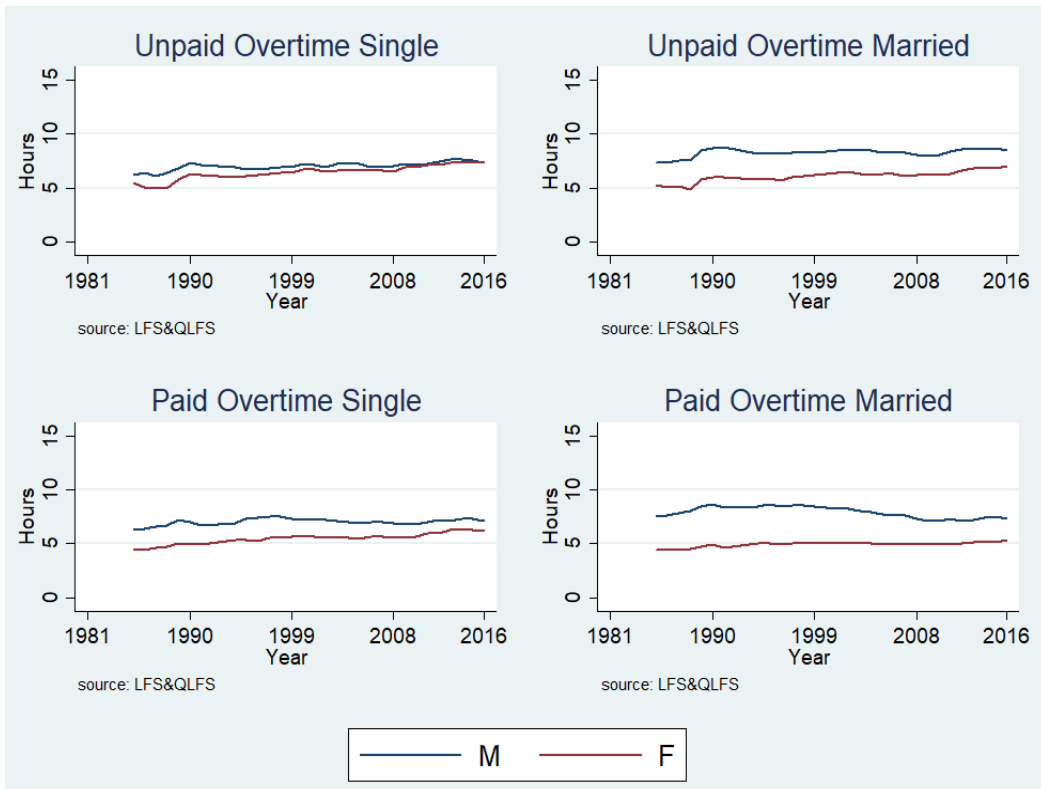 Unpaid Overtime Single
15
10
5
0
Hours
1981 1990 1999 2008 2016
Year
source: LFS&QLFS
Unpaid Overtime Married
15
10
5
0
Hours
1981 1990 1999 2008 2016
Year
source: LFS&QLFS
Paid Overtime Single
15
10
5
0
Hours
1981 1990 1999 2008 2016
Year
source: LFS&QLFS
Paid Overtime Married
15
10
5
0
Hours
1981 1990 1999 2008 2016
Year
source: LFS&QLFS
M F